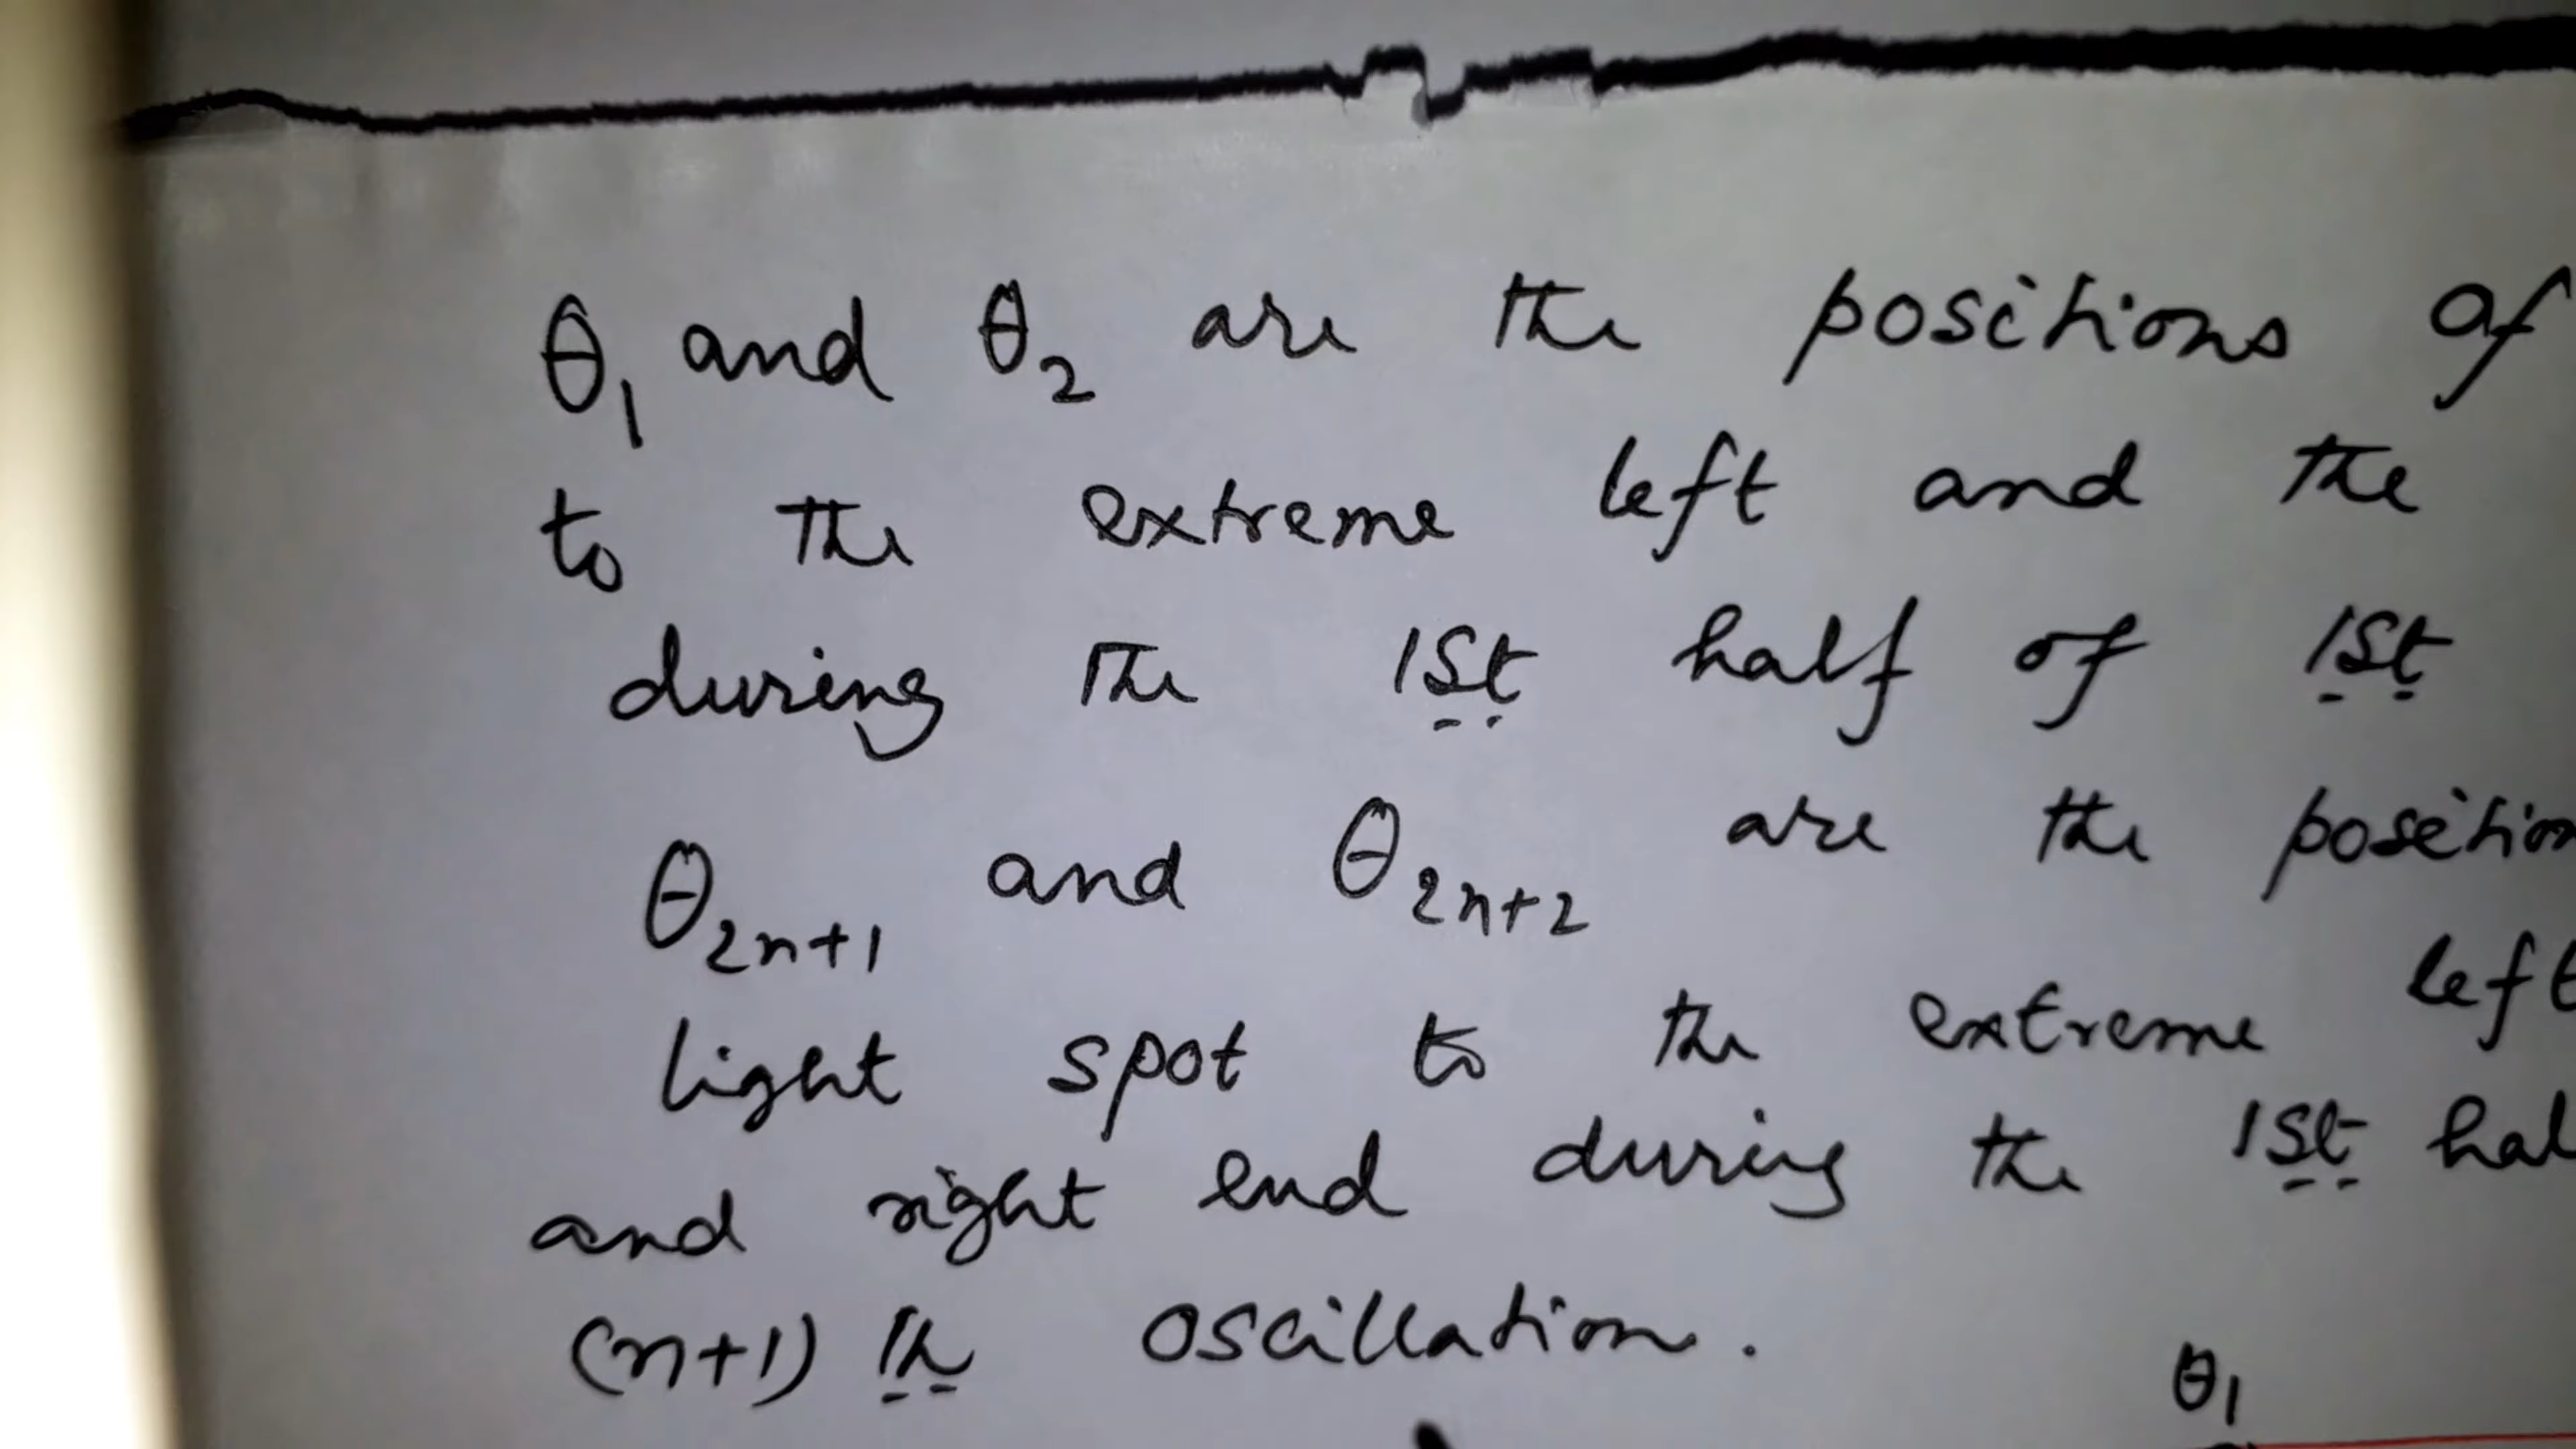 θ₁ and θ₂ are the positions of
to the extreme left and the
during the 1st half of 1st
θ₂ₙ₊₁ and θ₂ₙ₊₂ are the position
light spot to the extreme left
and right end during the 1st hal
(n+1) th oscillation.
θ₁